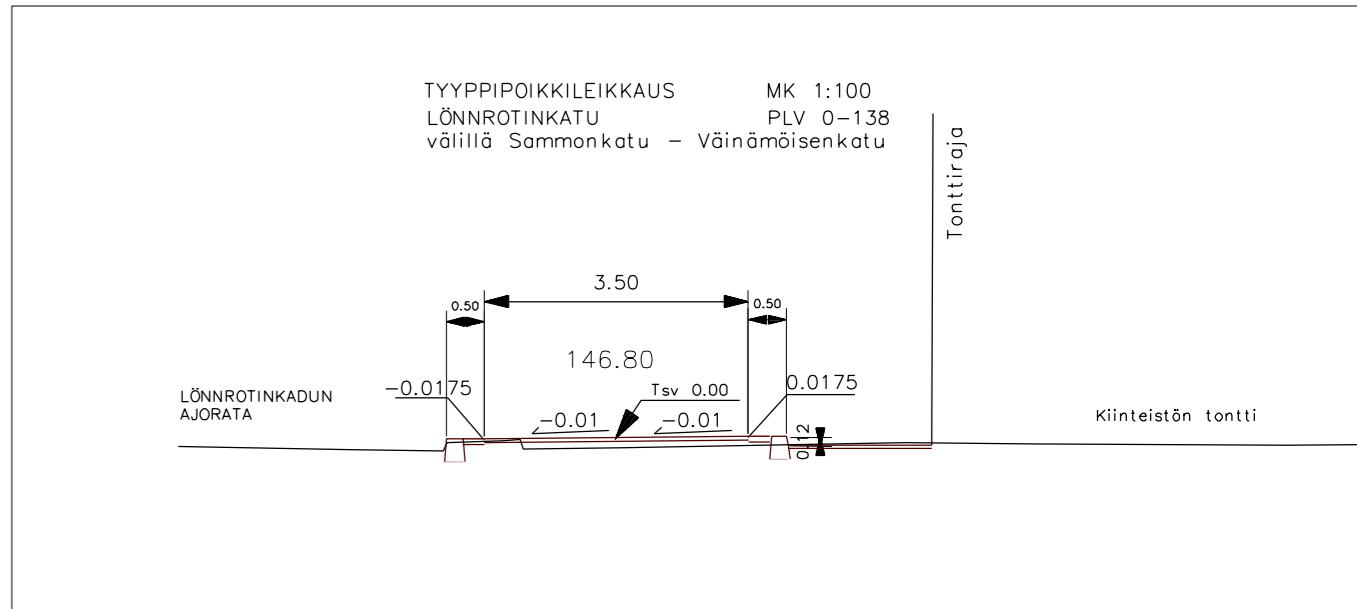 TYYPPIPOIKKILEIKKAUS MK 1:100
LÖNNROTINKATU PLV 0-138
välillä Sammonkatu - Väinämöisenkatu
Tonttiraja
3.50
0.50
0.50
146.80
-0.0175
Tsv 0.00
0.0175
LÖNNROTINKADUN
AJORATA
-0.01
-0.01
0.12
Kiinteistön tontti